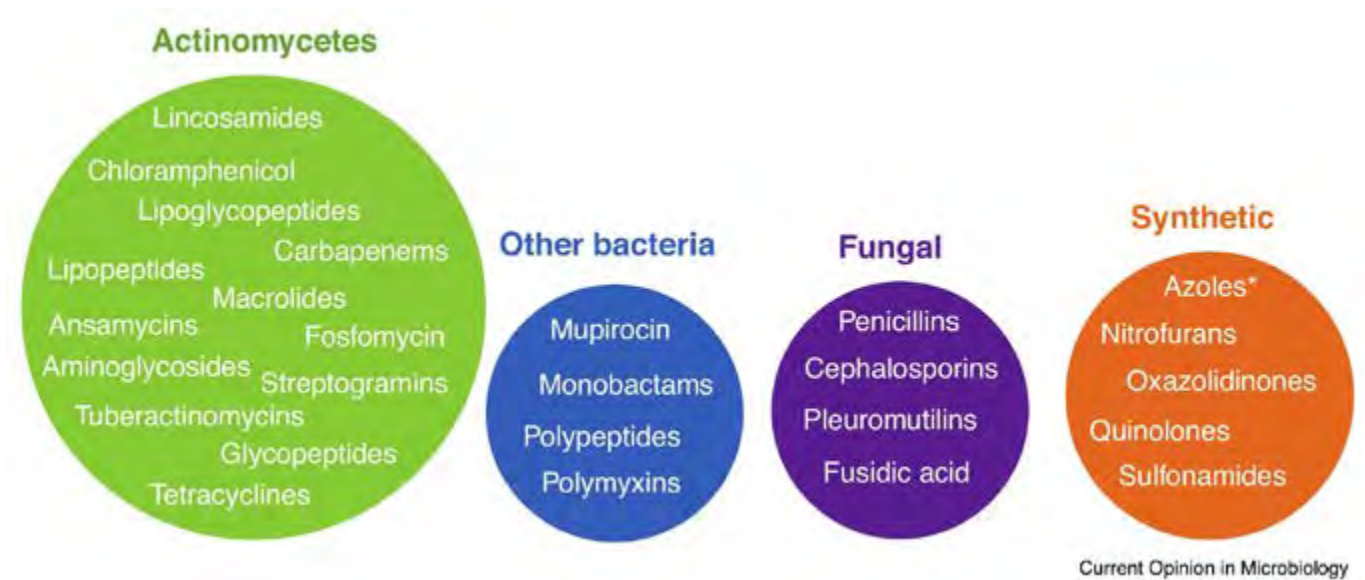 Actinomycetes
Lincosamides
Chloramphenicol
Lipoglycopeptides
Carbapenems
Lipopeptides
Macrolides
Ansamycins
Fosfomycin
Aminoglycosides
Streptogramins
Tuberactinomycins
Glycopeptides
Tetracyclines
Other bacteria
Mupirocin
Monobactams
Polypeptides
Polymyxins
Fungal
Penicillins
Cephalosporins
Pleuromutilins
Fusidic acid
Synthetic
Azoles*
Nitrofurans
Oxazolidinones
Quinolones
Sulfonamides
Current Opinion in Microbiology